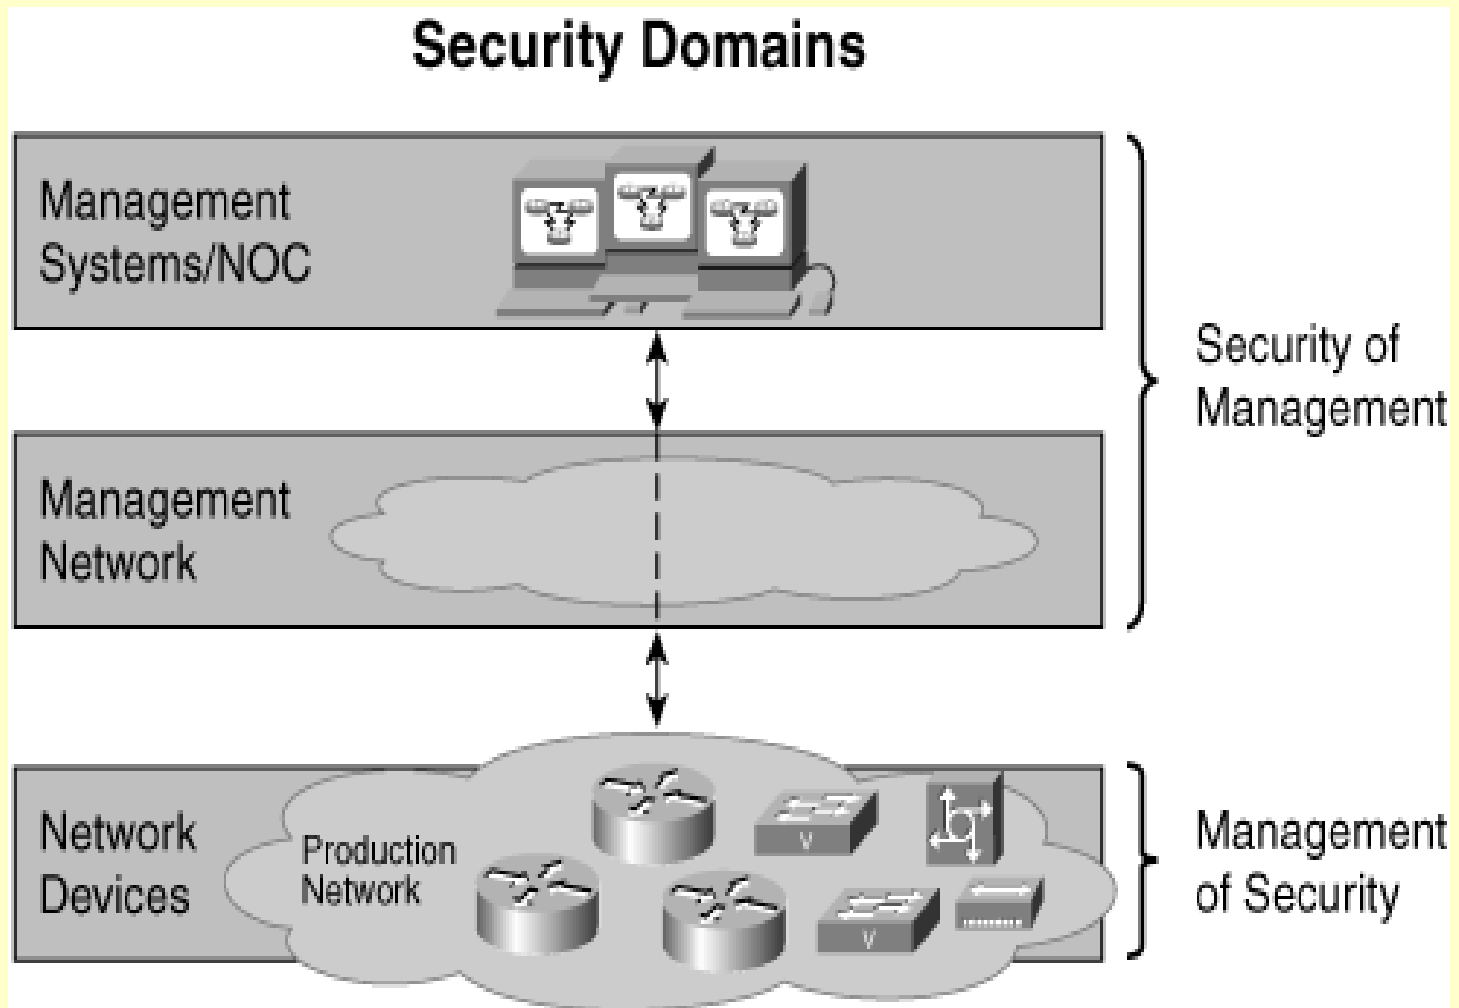 Security Domains
Management
Systems/NOC
Security of
Management
Management
Network
Network
Devices
Production
Network
V
V
Management
of Security